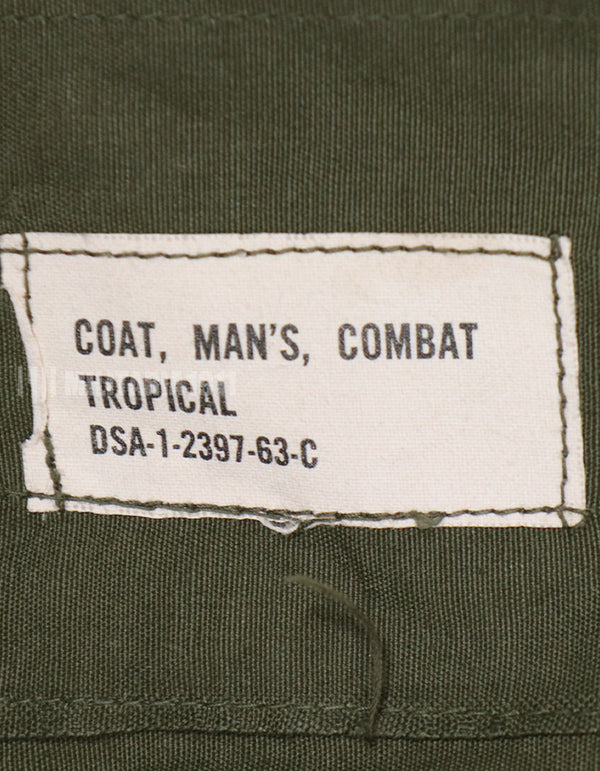 COAT, MAN'S, COMBAT
TROPICAL
DSA-1-2397-63-C